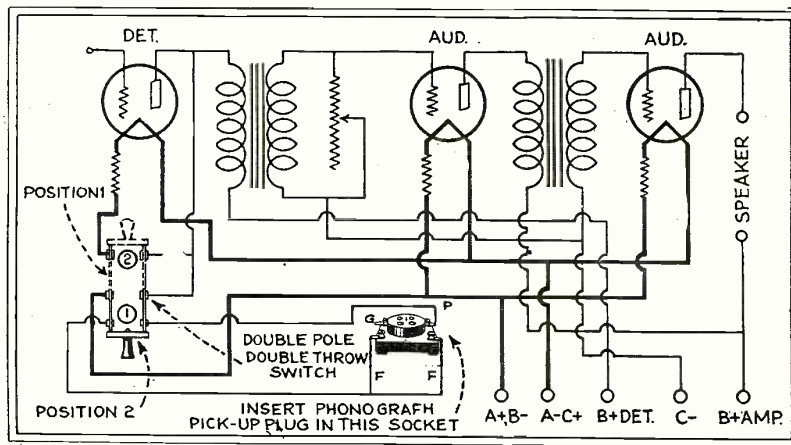 DET.
AUD.
AUD.
SPEAKER
POSITION 1
2
1
P
G
F
F
DOUBLE POLE
DOUBLE THROW
SWITCH
POSITION 2
INSERT PHONOGRAFH
PICK-UP PLUG IN THIS SOCKET
A+,B-
A-C+
B+DET.
C-
B+AMP.